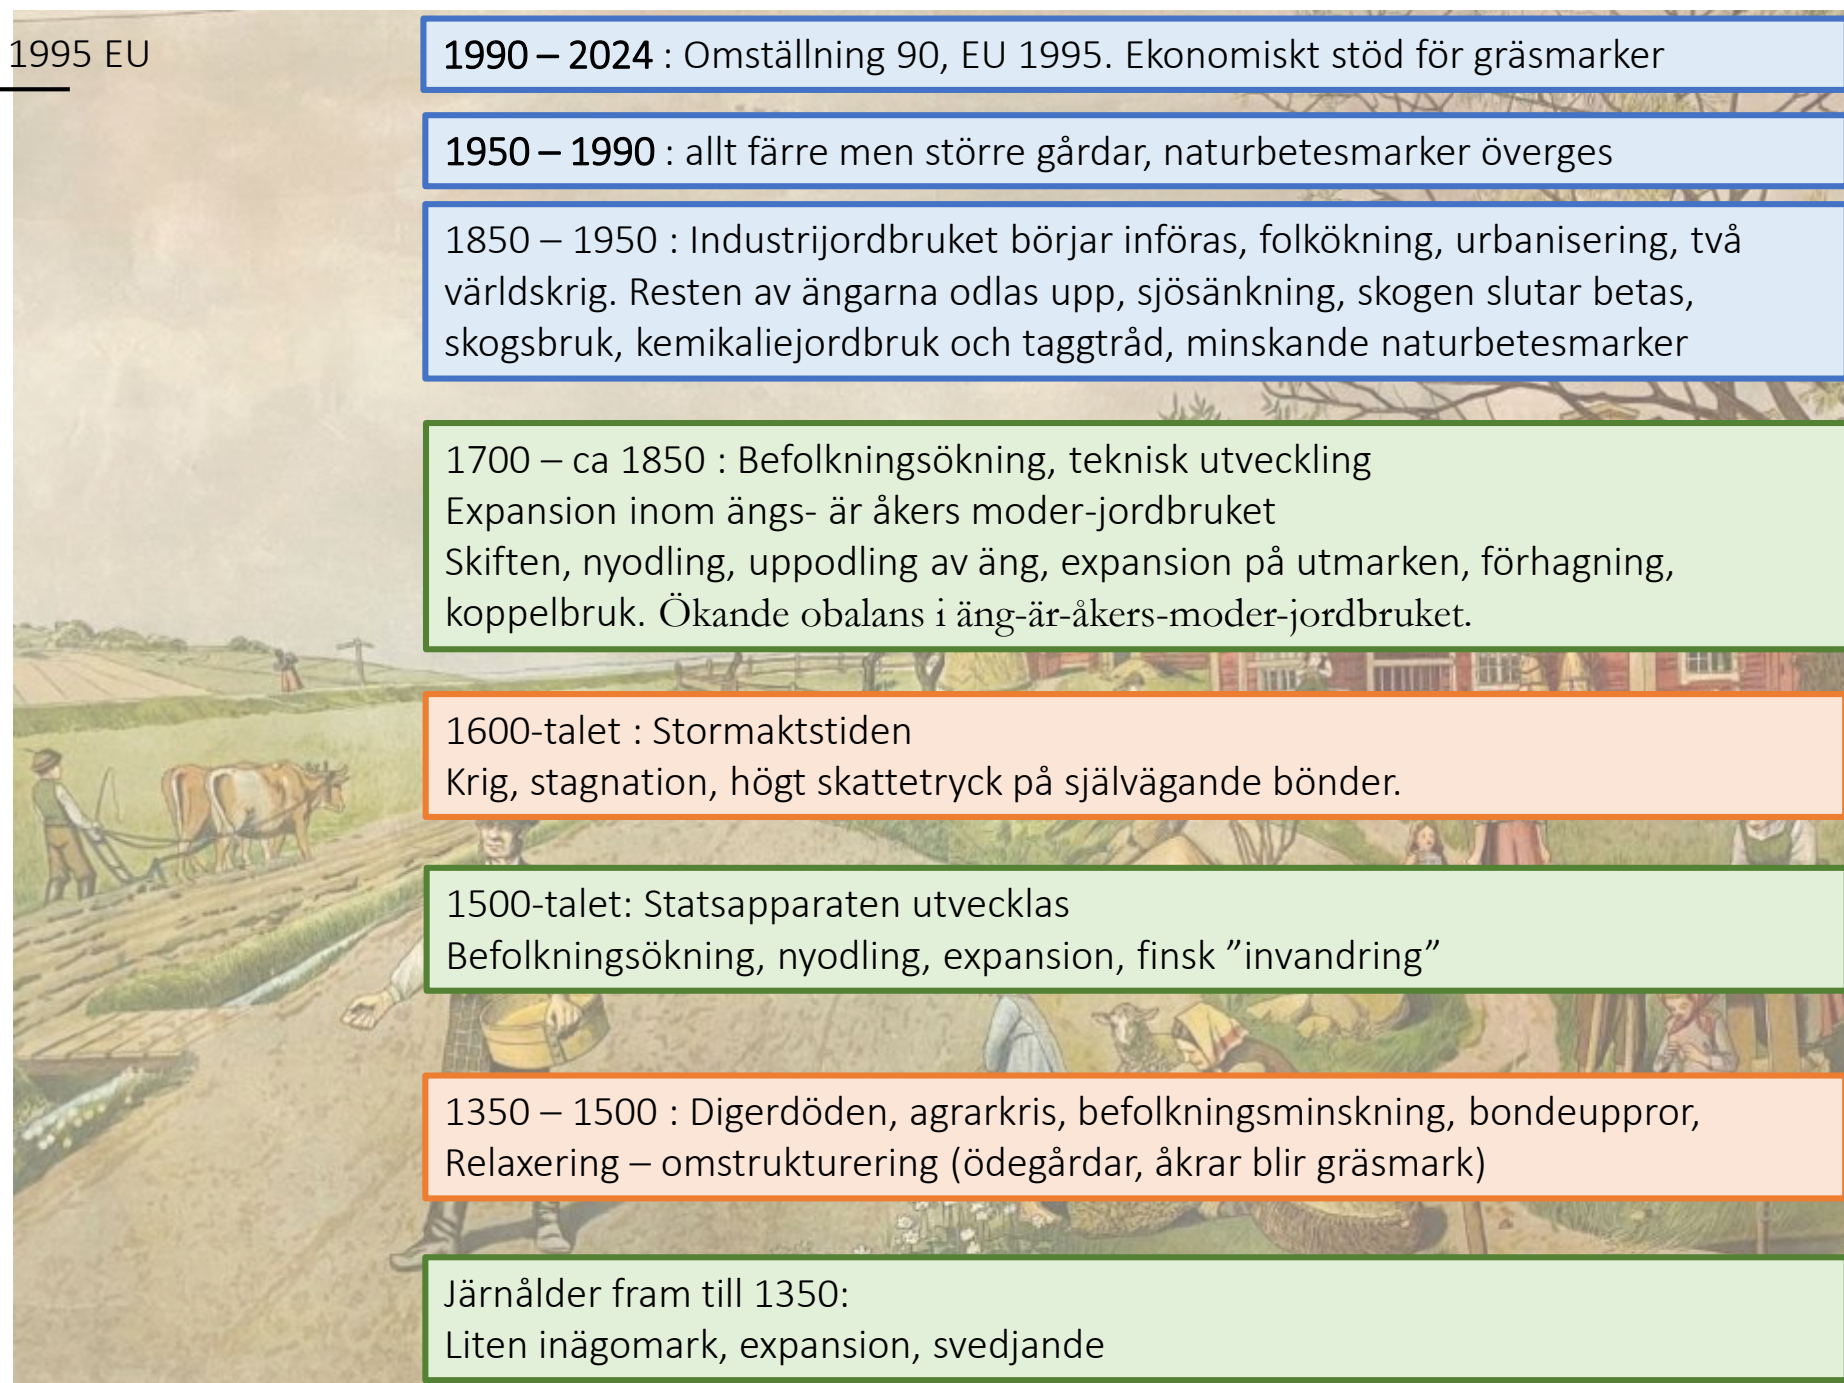 1995 EU
1990 – 2024 : Omställning 90, EU 1995. Ekonomiskt stöd för gräsmarker
1950 – 1990 : allt färre men större gårdar, naturbetesmarker överges
1850 – 1950 : Industrijordbruket börjar införas, folkökning, urbanisering, två
världskrig. Resten av ängarna odlas upp, sjösänkning, skogen slutar betas,
skogsbruk, kemikaliejordbruk och taggtråd, minskande naturbetesmarker
1700 – ca 1850 : Befolkningsökning, teknisk utveckling
Expansion inom ängs- är åkers moder-jordbruket
Skiften, nyodling, uppodling av äng, expansion på utmarken, förhagning,
koppelbruk. Ökande obalans i äng-är-åkers-moder-jordbruket.
1600-talet : Stormaktstiden
Krig, stagnation, högt skattetryck på självägande bönder.
1500-talet: Statsapparaten utvecklas
Befolkningsökning, nyodling, expansion, finsk ”invandring”
1350 – 1500 : Digerdöden, agrarkris, befolkningsminskning, bondeuppror,
Relaxering – omstrukturering (ödegårdar, åkrar blir gräsmark)
Järnålder fram till 1350:
Liten inägomark, expansion, svedjande